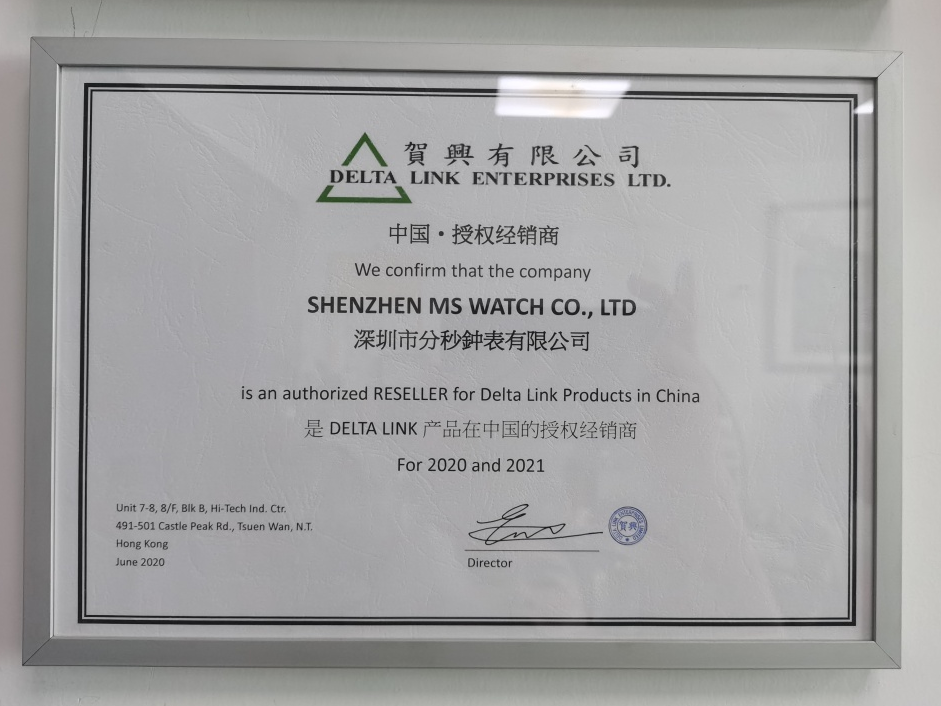 賀興有限公司
DELTA LINK ENTERPRISES LTD.
中国·授权经销商
We confirm that the company
SHENZHEN MS WATCH CO., LTD
深圳市分秒鐘表有限公司
is an authorized RESELLER for Delta Link Products in China
是 DELTA LINK 产品在中国的授权经销商
For 2020 and 2021
Unit 7-8, 8/F, Blk B, Hi-Tech Ind. Ctr.
491-501 Castle Peak Rd., Tsuen Wan, N.T.
Hong Kong
June 2020
Director
賀興